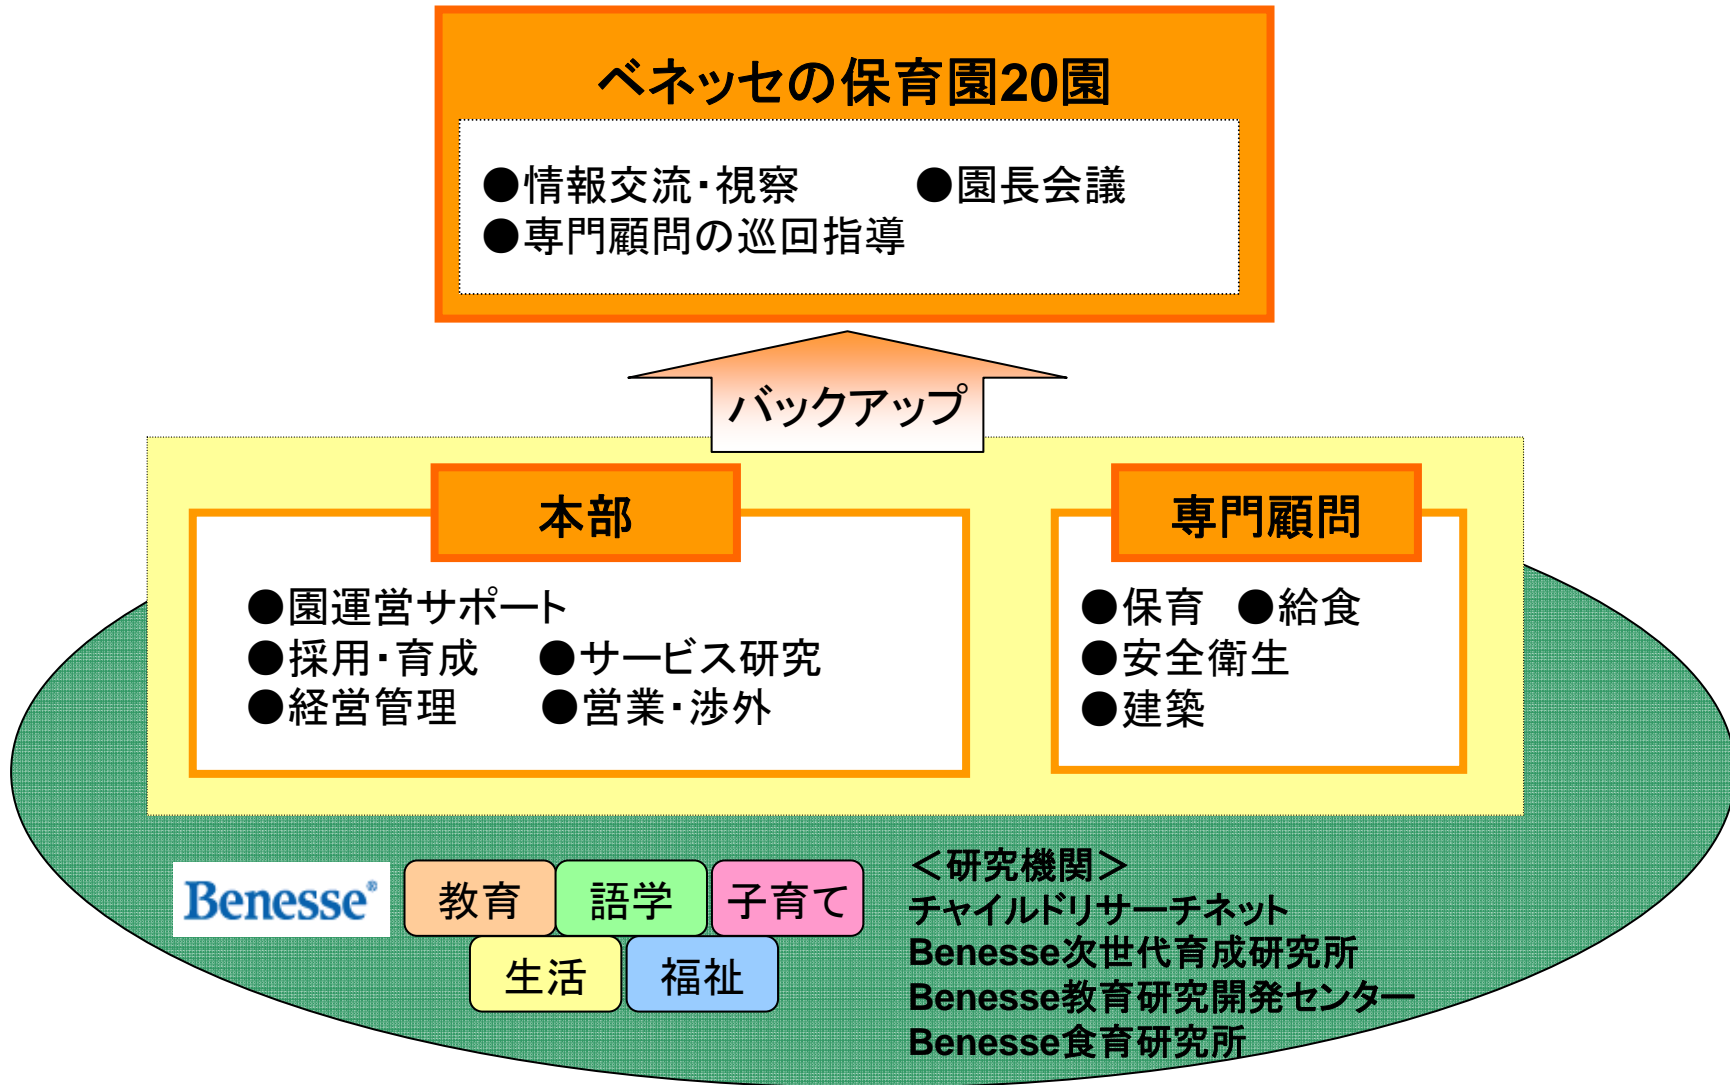 ベネッセの保育園20園
●情報交流・視察 ●園長会議
●専門顧問の巡回指導
バックアップ
本部
●園運営サポート
●採用・育成 ●サービス研究
●経営管理 ●営業・渉外
専門顧問
●保育 ●給食
●安全衛生
●建築
Benesse®
教育 語学 子育て
生活 福祉
＜研究機関＞
チャイルドリサーチネット
Benesse次世代育成研究所
Benesse教育研究開発センター
Benesse食育研究所